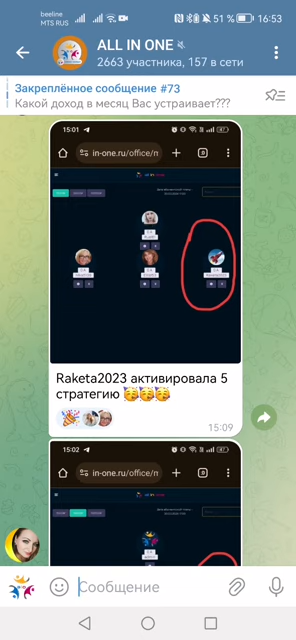 beeline
MTS RUS
51 %
16:53
ALL IN ONE
2663 участника, 157 в сети
Закреплённое сообщение #73
Какой доход в месяц Вас устраивает???
15:01
in-one.ru/office/m
Raketa2023 активировала 5
стратегию
15:09
15:02
in-one.ru/office/m
Сообщение